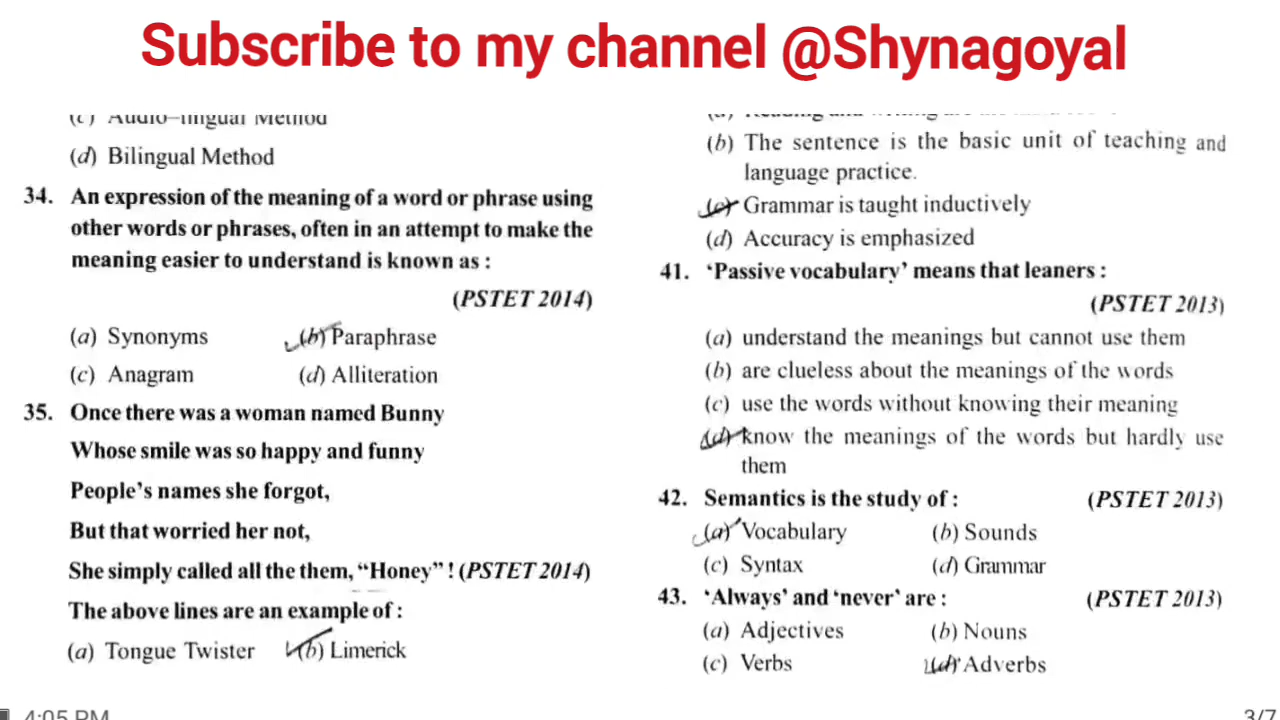 Subscribe to my channel @Shynagoyal
(c) Audio–lingual Method
(d) Bilingual Method
34. An expression of the meaning of a word or phrase using
other words or phrases, often in an attempt to make the
meaning easier to understand is known as :
(PSTET 2014)
(a) Synonyms (b) Paraphrase
(c) Anagram (d) Alliteration
35. Once there was a woman named Bunny
Whose smile was so happy and funny
People's names she forgot,
But that worried her not,
She simply called all the them, “Honey” ! (PSTET 2014)
The above lines are an example of :
(a) Tongue Twister (b) Limerick
(b) The sentence is the basic unit of teaching and
language practice.
(c) Grammar is taught inductively
(d) Accuracy is emphasized
41. ‘Passive vocabulary’ means that leaners :
(PSTET 2013)
(a) understand the meanings but cannot use them
(b) are clueless about the meanings of the words
(c) use the words without knowing their meaning
(d) know the meanings of the words but hardly use
them
42. Semantics is the study of : (PSTET 2013)
(a) Vocabulary (b) Sounds
(c) Syntax (d) Grammar
43. ‘Always’ and ‘never’ are : (PSTET 2013)
(a) Adjectives (b) Nouns
(c) Verbs (d) Adverbs
4:05 PM
3/7